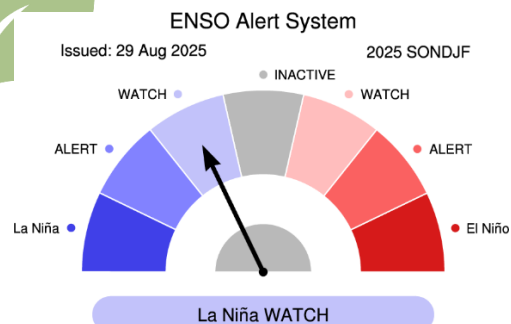 ENSO Alert System
Issued: 29 Aug 2025
2025 SONDJF
INACTIVE
WATCH
WATCH
ALERT
ALERT
La Niña
El Niño
La Niña WATCH